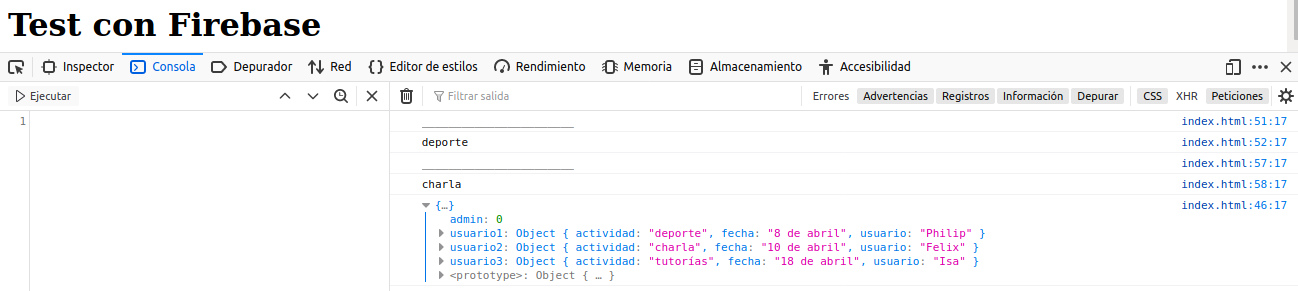 Test con Firebase
Inspector Consola Depurador Red Editor de estilos Rendimiento Memoria Almacenamiento Accesibilidad
Ejecutar Filtrar salida Errores Advertencias Registros Información Depurar CSS XHR Peticiones
1 ______________________ index.html:51:17
deporte index.html:52:17
______________________ index.html:57:17
charla index.html:58:17
{…} index.html:46:17
admin: 0
usuario1: Object { actividad: "deporte", fecha: "8 de abril", usuario: "Philip" }
usuario2: Object { actividad: "charla", fecha: "10 de abril", usuario: "Felix" }
usuario3: Object { actividad: "tutorías", fecha: "18 de abril", usuario: "Isa" }
<prototype>: Object { … }